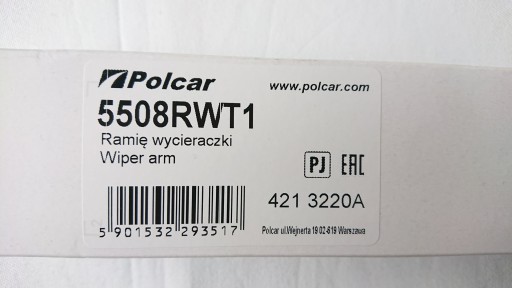 Polcar
www.polcar.com
5508RWT1
Ramię wycieraczki
Wiper arm
PJ EAC
421 3220A
5 901532 293517
Polcar ul.Wejnerta 19 02-619 Warszawa